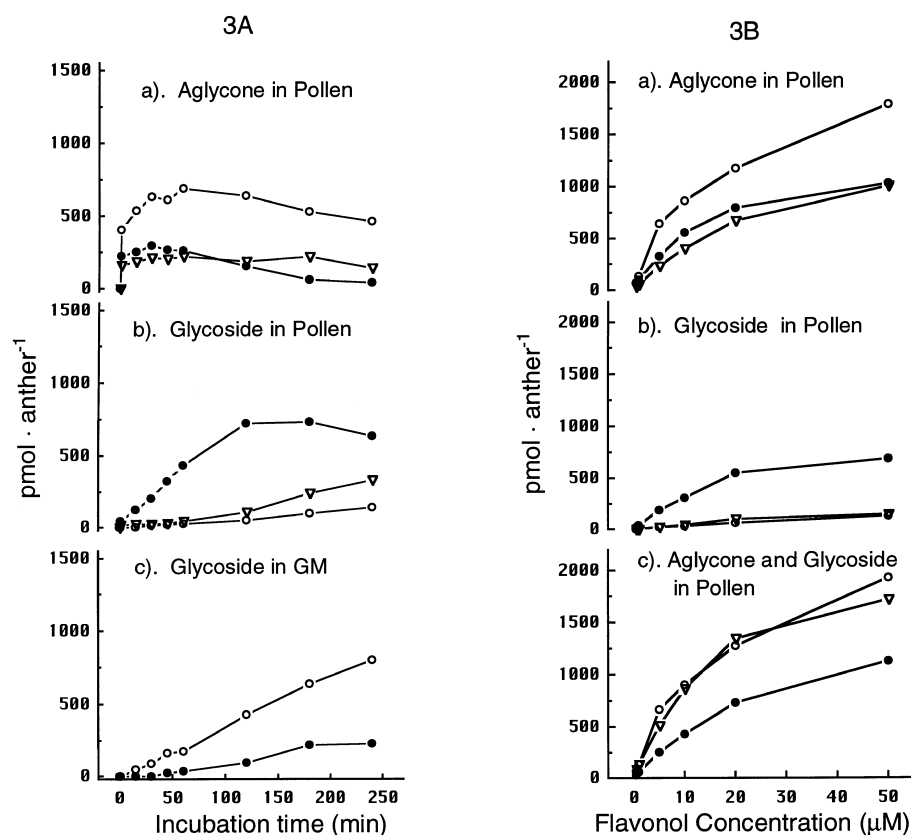 3A
a). Aglycone in Pollen
1500
1000
500
0
b). Glycoside in Pollen
1500
1000
500
0
c). Glycoside in GM
1500
1000
500
0
0 50 100 150 200 250
Incubation time (min)
pmol · anther⁻¹
3B
a). Aglycone in Pollen
2000
1500
1000
500
0
b). Glycoside in Pollen
2000
1500
1000
500
0
c). Aglycone and Glycoside
in Pollen
2000
1500
1000
500
0
0 10 20 30 40 50
Flavonol Concentration (μM)
pmol · anther⁻¹